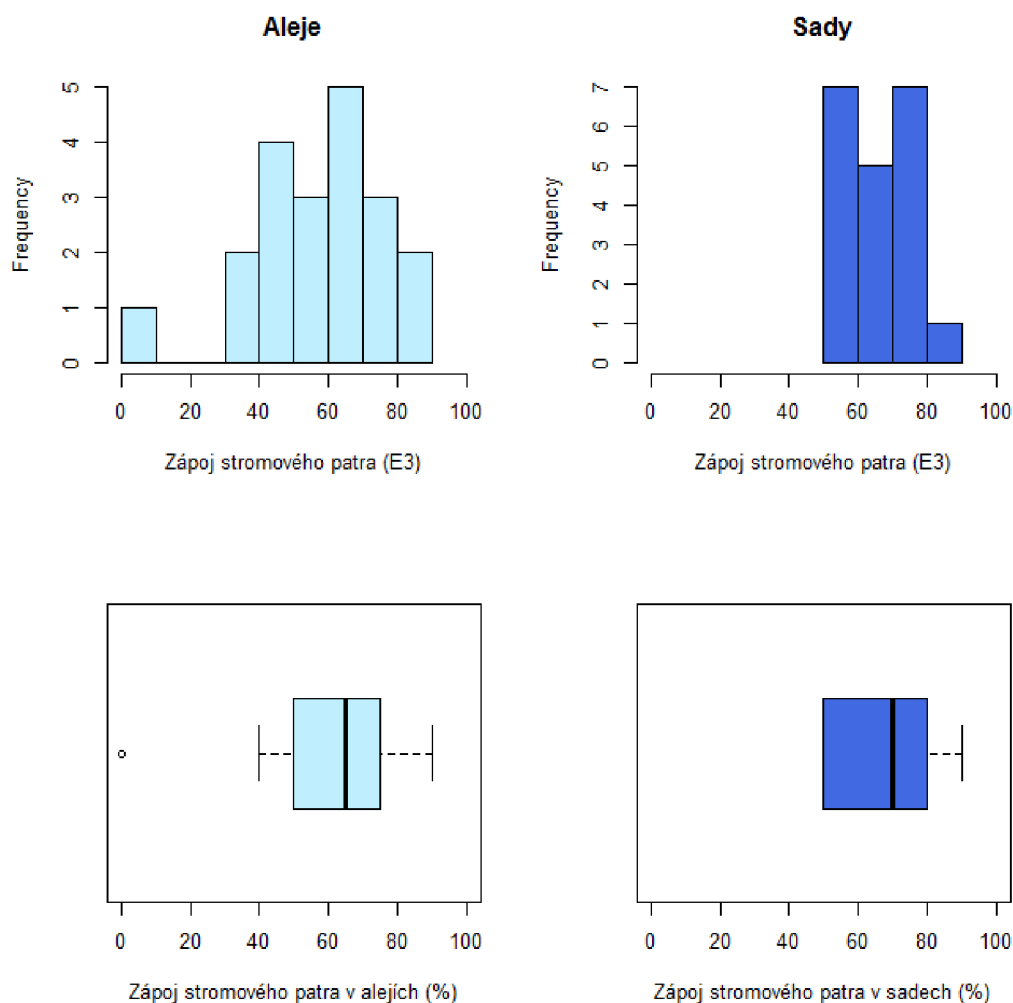 Aleje
Frequency
0 1 2 3 4 5
0 20 40 60 80 100
Zápoj stromového patra (E3)
Sady
Frequency
0 1 2 3 4 5 6 7
0 20 40 60 80 100
Zápoj stromového patra (E3)
0 20 40 60 80 100
Zápoj stromového patra v alejích (%)
0 20 40 60 80 100
Zápoj stromového patra v sadech (%)